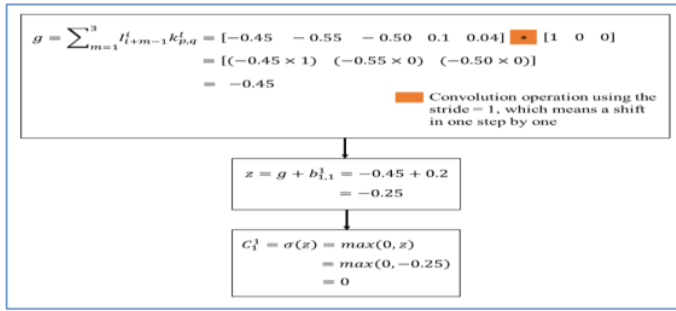 g = ∑_{m=1}^{3} I^{i}_{i+m−1} k^{1}_{p,q} = [−0.45 − 0.55 − 0.50 0.1 0.04] * [1 0 0]
= [(−0.45 × 1) (−0.55 × 0) (−0.50 × 0)]
= −0.45
Convolution operation using the
stride = 1, which means a shift
in one step by one
z = g + b^{1}_{1,1} = −0.45 + 0.2
= −0.25
C^{1}_{1} = σ(z) = max(0, z)
= max(0, −0.25)
= 0